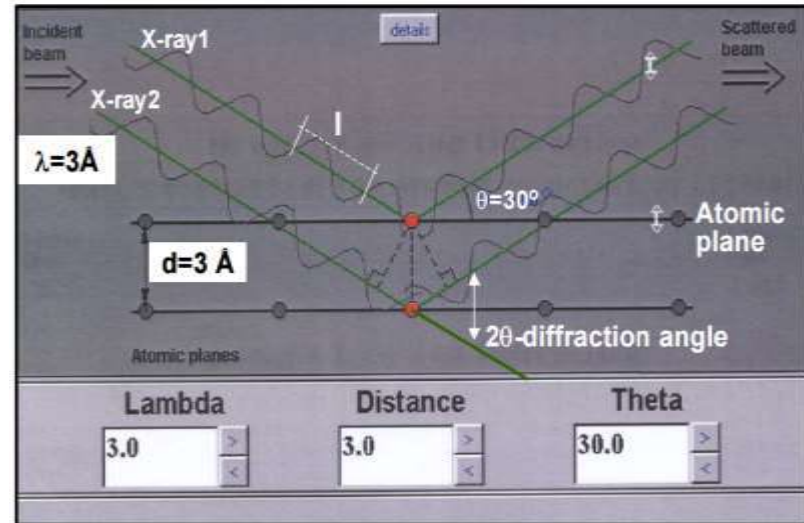 Incident
beam
X-ray1
details
Scattered
beam
X-ray2
l
λ=3Å
θ=30º
Atomic
plane
d=3 Å
2θ-diffraction angle
Atomic planes
Lambda
Distance
Theta
3.0
3.0
30.0